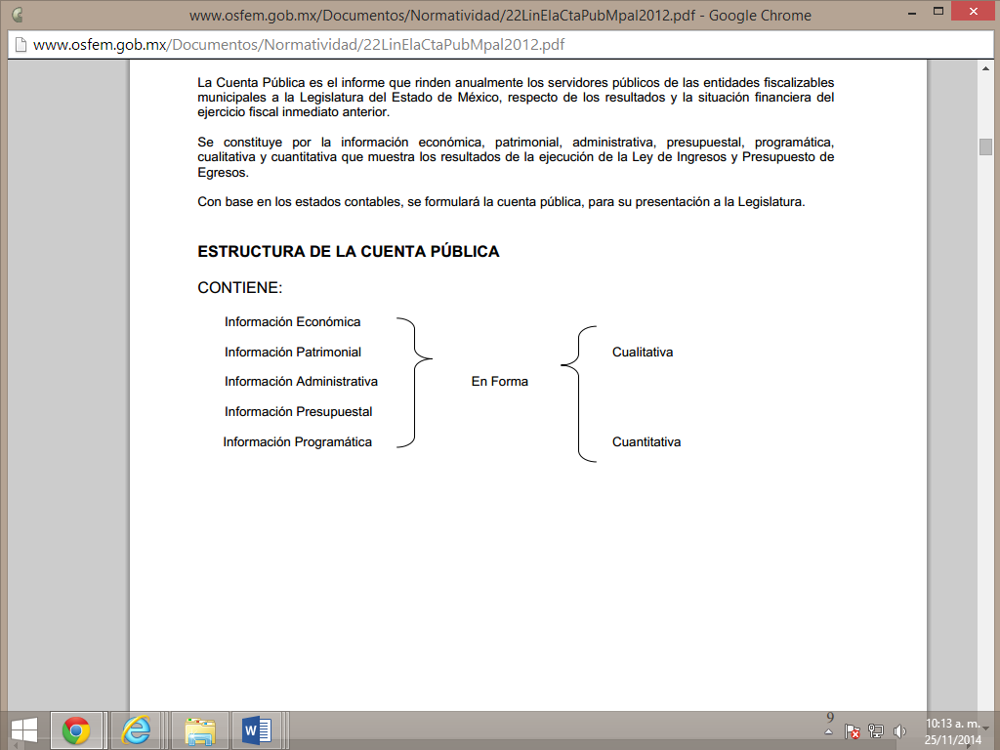 www.osfem.gob.mx/Documentos/Normatividad/22LinElaCtaPubMpal2012.pdf - Google Chrome
www.osfem.gob.mx/Documentos/Normatividad/22LinElaCtaPubMpal2012.pdf
La Cuenta Pública es el informe que rinden anualmente los servidores públicos de las entidades fiscalizables
municipales a la Legislatura del Estado de México, respecto de los resultados y la situación financiera del
ejercicio fiscal inmediato anterior.
Se constituye por la información económica, patrimonial, administrativa, presupuestal, programática,
cualitativa y cuantitativa que muestra los resultados de la ejecución de la Ley de Ingresos y Presupuesto de
Egresos.
Con base en los estados contables, se formulará la cuenta pública, para su presentación a la Legislatura.
ESTRUCTURA DE LA CUENTA PÚBLICA
CONTIENE:
Información Económica
Información Patrimonial Cualitativa
Información Administrativa En Forma
Información Presupuestal
Información Programática Cuantitativa
9
10:13 a. m.
25/11/2014